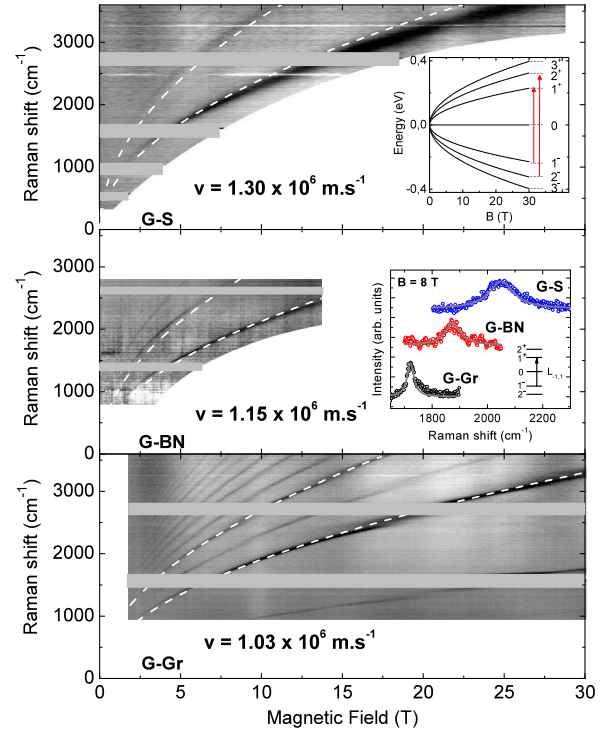 3000
2000
1000
0
Raman shift (cm⁻¹)
v = 1.30 x 10⁶ m.s⁻¹
G-S
0,4
0,0
-0,4
Energy (eV)
3⁺
2⁺
1⁺
0
1⁻
2⁻
3⁻
0 10 20 30 40
B (T)
3000
2000
1000
0
Raman shift (cm⁻¹)
v = 1.15 x 10⁶ m.s⁻¹
G-BN
B = 8 T
G-S
G-BN
G-Gr
2⁺
1⁺
0
1⁻
2⁻
L₋₁,₁
Intensity (arb. units)
1800 2000 2200
Raman shift (cm⁻¹)
3000
2000
1000
0
Raman shift (cm⁻¹)
v = 1.03 x 10⁶ m.s⁻¹
G-Gr
0 5 10 15 20 25 30
Magnetic Field (T)